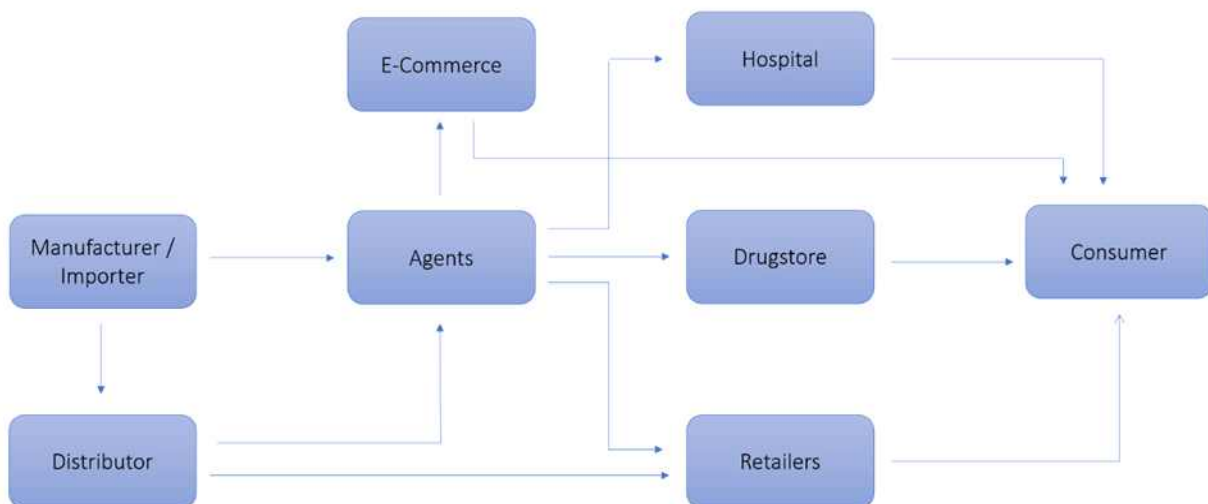 E-Commerce
Hospital
Manufacturer /
Importer
Agents
Drugstore
Consumer
Distributor
Retailers